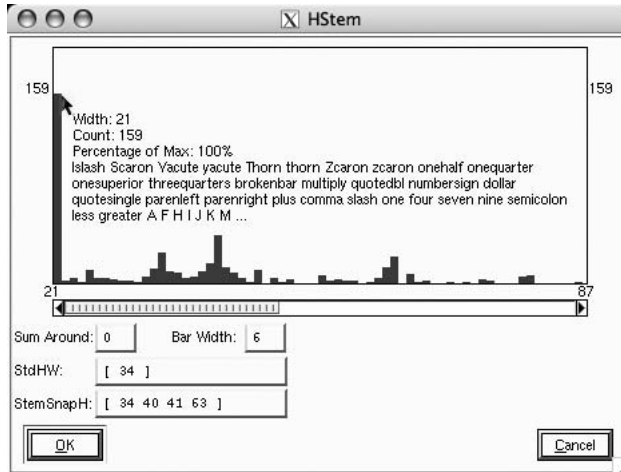 X HStem
159
159
Width: 21
Count: 159
Percentage of Max: 100%
lslash Scaron Yacute yacute Thorn thorn Zcaron zcaron onehalf onequarter
onesuperior threequarters brokenbar multiply quotedbl numbersign dollar
quotesingle parenleft parenright plus comma slash one four seven nine semicolon
less greater A F H I J K M ...
21
87
Sum Around: 0 Bar Width: 6
StdHW: [ 34 ]
StemSnapH: [ 34 40 41 63 ]
OK Cancel